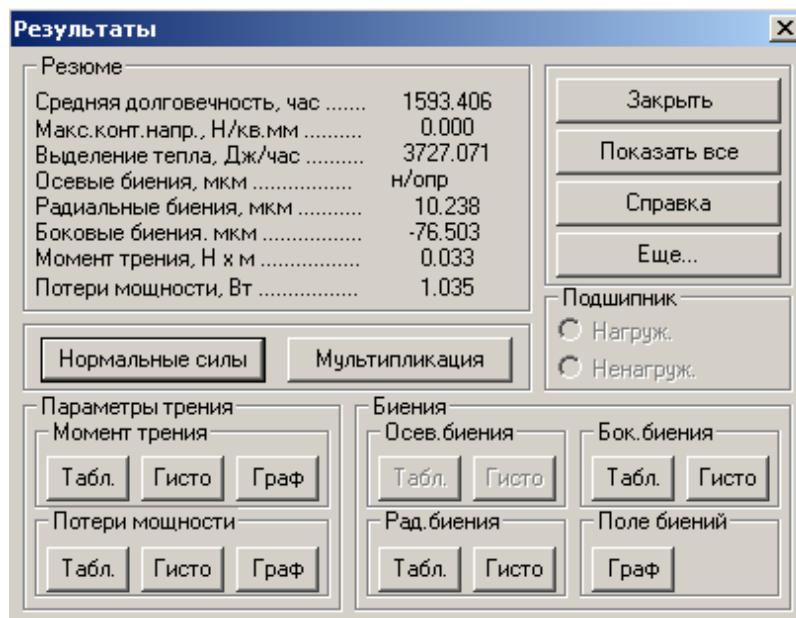 Результаты
Резюме
Средняя долговечность, час ....... 1593.406
Макс.конт.напр., Н/кв.мм .......... 0.000
Выделение тепла, Дж/час .......... 3727.071
Осевые биения, мкм ................. н/опр
Радиальные биения, мкм .......... 10.238
Боковые биения. мкм ................. -76.503
Момент трения, Н х м ............... 0.033
Потери мощности, Вт ................. 1.035
Закрыть
Показать все
Справка
Еще...
Подшипник
Нагруж.
Ненагруж.
Нормальные силы
Мультипликация
Параметры трения
Момент трения
Табл. Гисто Граф
Потери мощности
Табл. Гисто Граф
Биения
Осев.биения
Табл. Гисто
Бок.биения
Табл. Гисто
Рад.биения
Табл. Гисто
Поле биений
Граф